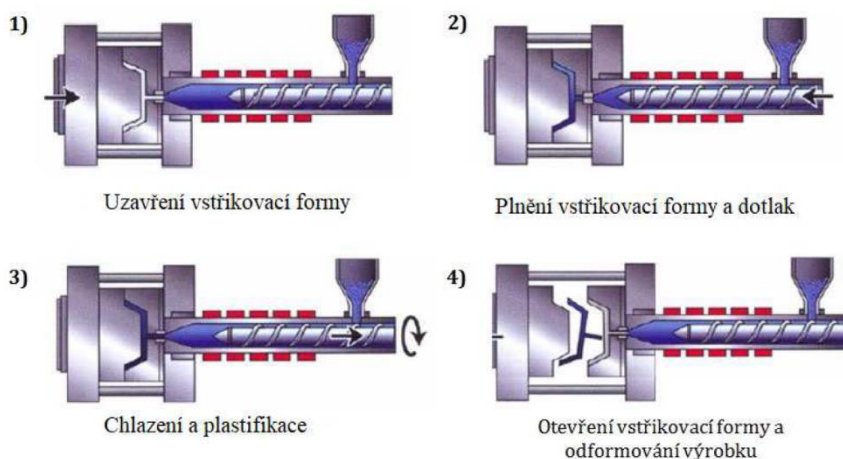 1)
Uzavření vstřikovací formy
2)
Plnění vstřikovací formy a dotlak
3)
Chlazení a plastifikace
4)
Otevření vstřikovací formy a
odformování výrobku